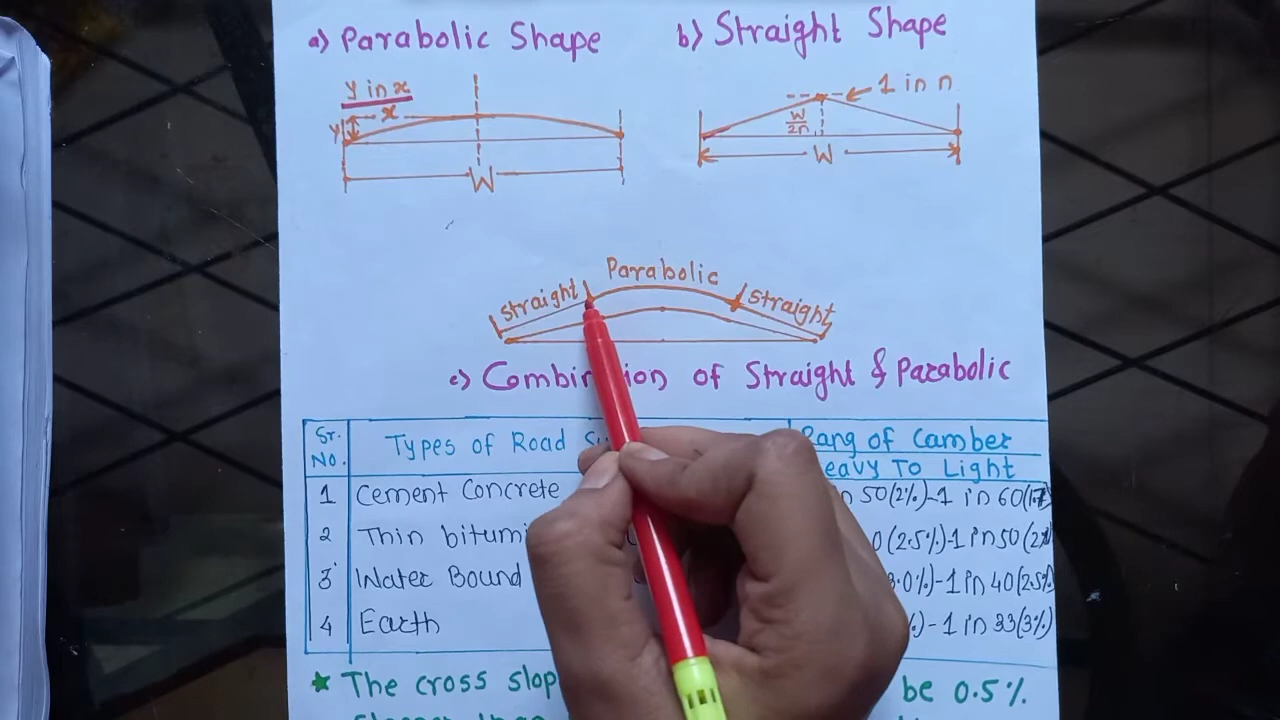 a) Parabolic Shape
b) Straight Shape
y in x
x
y
W
1 in n
W/2n
W
Straight
Parabolic
Straight
c) Combin ion of Straight & Parabolic
Sr. No.
Types of Road
Rang of Camber
eavy To Light
1 Cement Concrete
n 50(2%)-1 in 60(1.7
2 Thin bitumi
0(2.5%)-1 in 50(2%
3 Water Bound
3.0%)-1 in 40(2.5%
4 Earth
%)-1 in 33(3%)
★ The cross slop
be 0.5%